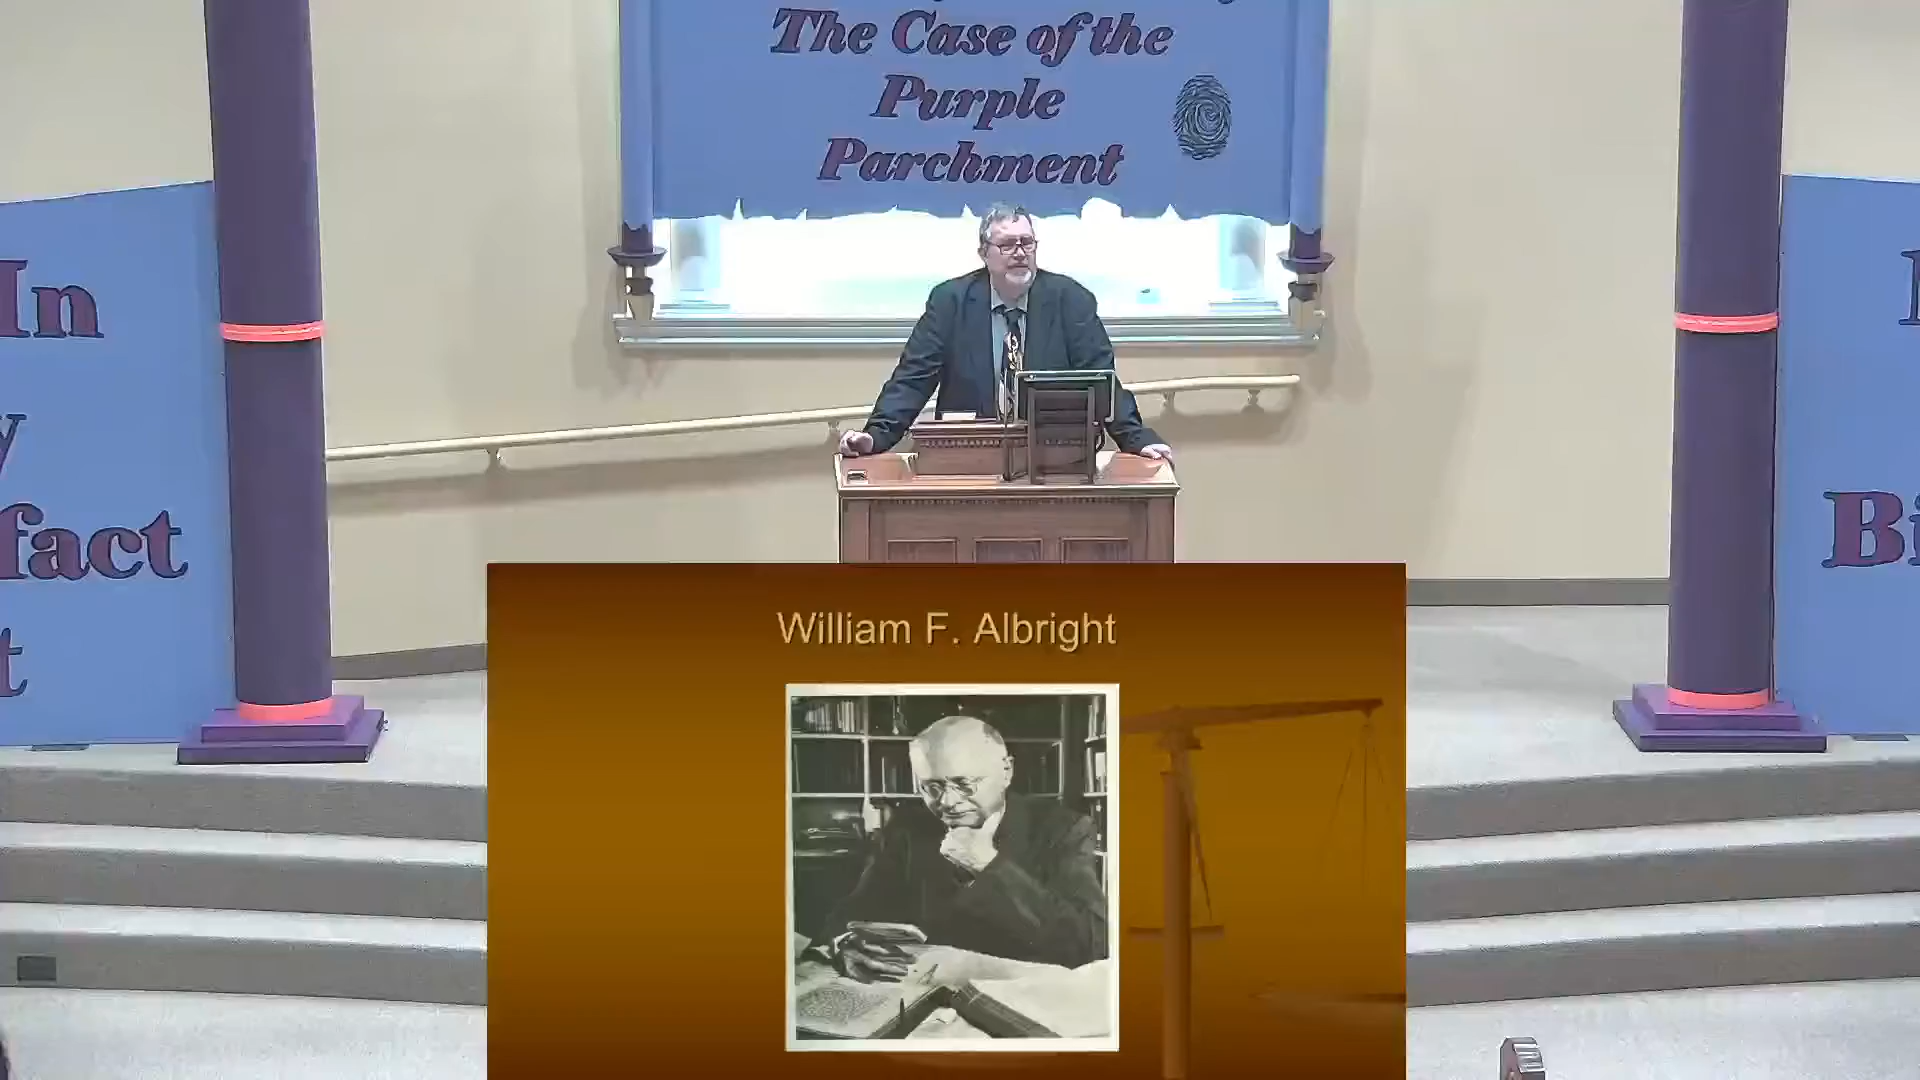 The Case of the
Purple
Parchment
In
fact
Bi
William F. Albright